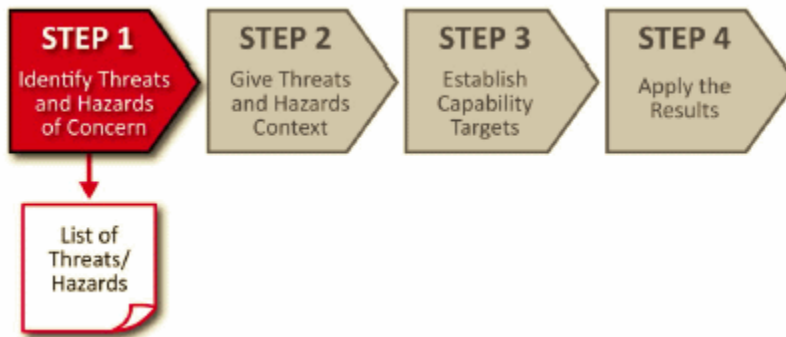 STEP 1
Identify Threats
and Hazards
of Concern
STEP 2
Give Threats
and Hazards
Context
STEP 3
Establish
Capability
Targets
STEP 4
Apply the
Results
List of
Threats/
Hazards